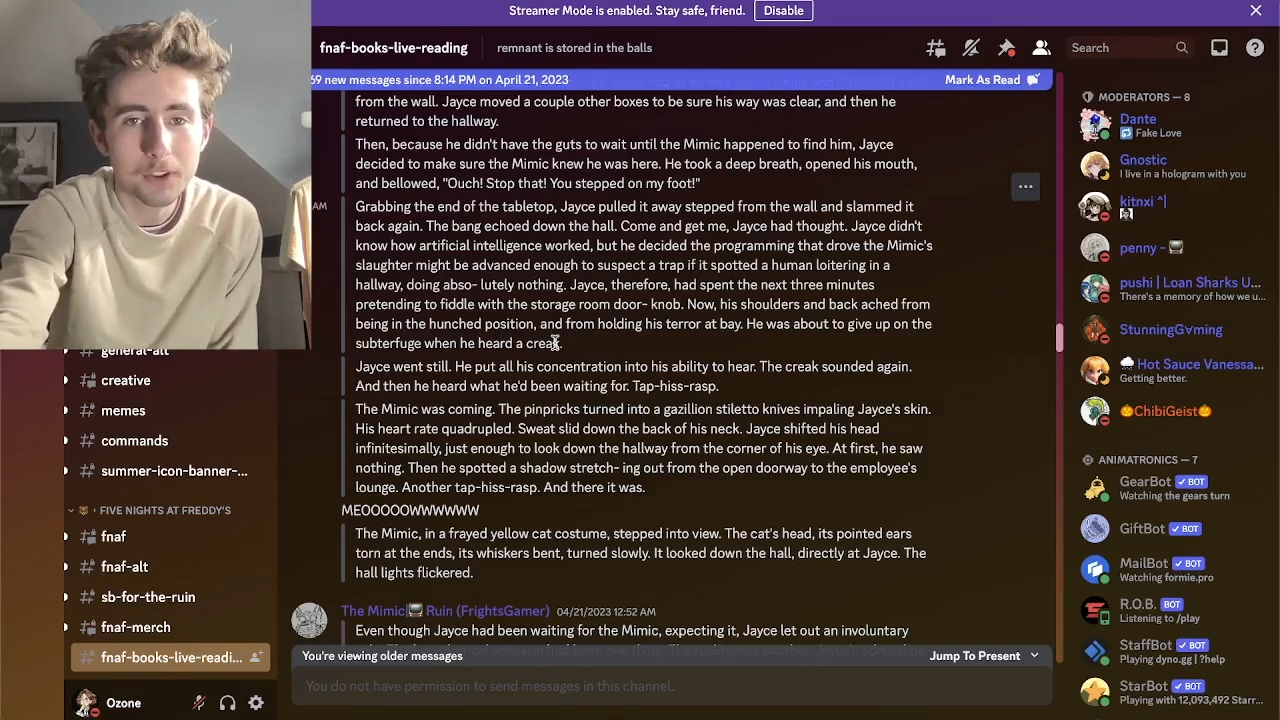 Streamer Mode is enabled. Stay safe, friend.
Disable
fnaf-books-live-reading
remnant is stored in the balls
Search
69 new messages since 8:14 PM on April 21, 2023
Mark As Read
from the wall. Jayce moved a couple other boxes to be sure his way was clear, and then he
returned to the hallway.
Then, because he didn't have the guts to wait until the Mimic happened to find him, Jayce
decided to make sure the Mimic knew he was here. He took a deep breath, opened his mouth,
and bellowed, "Ouch! Stop that! You stepped on my foot!"
AM
Grabbing the end of the tabletop, Jayce pulled it away stepped from the wall and slammed it
back again. The bang echoed down the hall. Come and get me, Jayce had thought. Jayce didn't
know how artificial intelligence worked, but he decided the programming that drove the Mimic's
slaughter might be advanced enough to suspect a trap if it spotted a human loitering in a
hallway, doing abso- lutely nothing. Jayce, therefore, had spent the next three minutes
pretending to fiddle with the storage room door- knob. Now, his shoulders and back ached from
being in the hunched position, and from holding his terror at bay. He was about to give up on the
subterfuge when he heard a creak.
Jayce went still. He put all his concentration into his ability to hear. The creak sounded again.
And then he heard what he'd been waiting for. Tap-hiss-rasp.
The Mimic was coming. The pinpricks turned into a gazillion stiletto knives impaling Jayce's skin.
His heart rate quadrupled. Sweat slid down the back of his neck. Jayce shifted his head
infinitesimally, just enough to look down the hallway from the corner of his eye. At first, he saw
nothing. Then he spotted a shadow stretch- ing out from the open doorway to the employee's
lounge. Another tap-hiss-rasp. And there it was.
MEOOOOOWWWWWW
The Mimic, in a frayed yellow cat costume, stepped into view. The cat's head, its pointed ears
torn at the ends, its whiskers bent, turned slowly. It looked down the hall, directly at Jayce. The
hall lights flickered.
The Mimic Ruin (FrightsGamer) 04/21/2023 12:52 AM
Even though Jayce had been waiting for the Mimic, expecting it, Jayce let out an involuntary
You're viewing older messages
Jump To Present
You do not have permission to send messages in this channel.
general-alt
creative
memes
commands
summer-icon-banner-...
FIVE NIGHTS AT FREDDY'S
fnaf
fnaf-alt
sb-for-the-ruin
fnaf-merch
fnaf-books-live-readi...
Ozone
MODERATORS — 8
Dante
Fake Love
Gnostic
I live in a hologram with you
kitnxi ^|
penny -
pushi | Loan Sharks U...
There's a memory of how we u...
StunningG∀ming
Hot Sauce Vanessa...
Getting better.
ChibiGeist
ANIMATRONICS — 7
GearBot BOT
Watching the gears turn
GiftBot BOT
MailBot BOT
Watching formie.pro
R.O.B. BOT
Listening to /play
StaffBot BOT
Playing dyno.gg | ?help
StarBot BOT
Playing with 12,093,492 Starr...